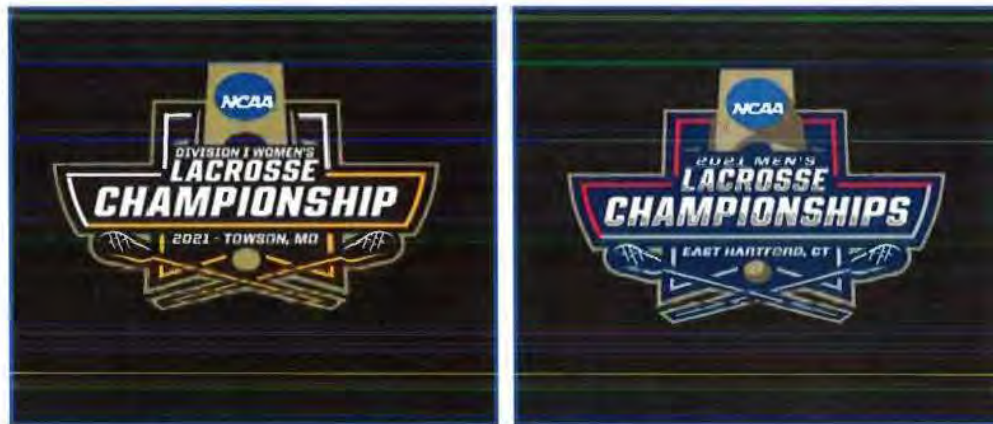 NCAA
DIVISION I WOMEN'S
LACROSSE
CHAMPIONSHIP
2021 - TOWSON, MD
NCAA
2021 MEN'S
LACROSSE
CHAMPIONSHIPS
EAST HARTFORD, CT